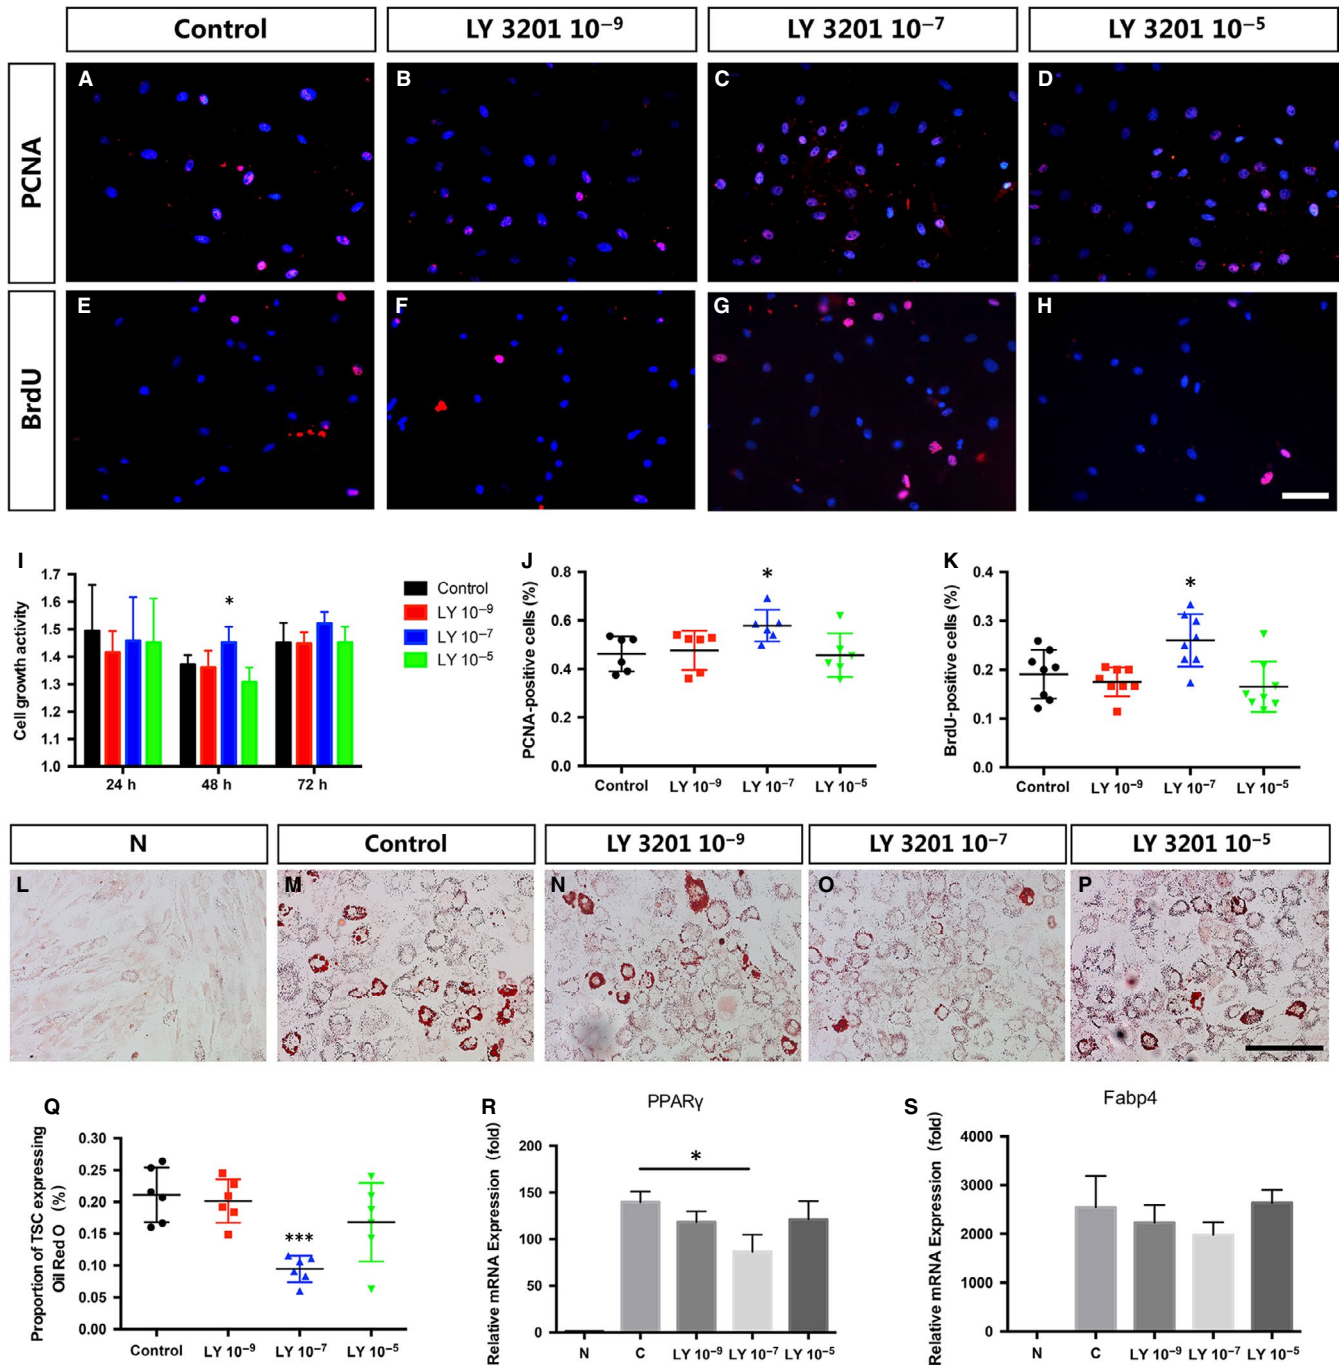 Control LY 3201 10⁻⁹ LY 3201 10⁻⁷ LY 3201 10⁻⁵
PCNA
A B C D
BrdU
E F G H
I
Cell growth activity
1.7
1.6
1.5
1.4
1.3
1.2
1.1
1.0
*
24 h 48 h 72 h
Control
LY 10⁻⁹
LY 10⁻⁷
LY 10⁻⁵
J
PCNA-positive cells (%)
0.8
0.6
0.4
0.2
0.0
*
Control LY 10⁻⁹ LY 10⁻⁷ LY 10⁻⁵
K
BrdU-positive cells (%)
0.4
0.3
0.2
0.1
0.0
*
Control LY 10⁻⁹ LY 10⁻⁷ LY 10⁻⁵
N Control LY 3201 10⁻⁹ LY 3201 10⁻⁷ LY 3201 10⁻⁵
L M N O P
Q
Proportion of TSC expressing
Oil Red O (%)
0.30
0.25
0.20
0.15
0.10
0.05
0.00
***
Control LY 10⁻⁹ LY 10⁻⁷ LY 10⁻⁵
R
PPARγ
Relative mRNA Expression (fold)
200
150
100
50
0
*
N C LY 10⁻⁹ LY 10⁻⁷ LY 10⁻⁵
S
Fabp4
Relative mRNA Expression (fold)
4000
3000
2000
1000
0
N C LY 10⁻⁹ LY 10⁻⁷ LY 10⁻⁵